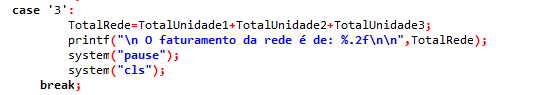 case '3':
TotalRede=TotalUnidade1+TotalUnidade2+TotalUnidade3;
printf("\n O faturamento da rede é de: %.2f\n\n",TotalRede);
system("pause");
system("cls");
break;